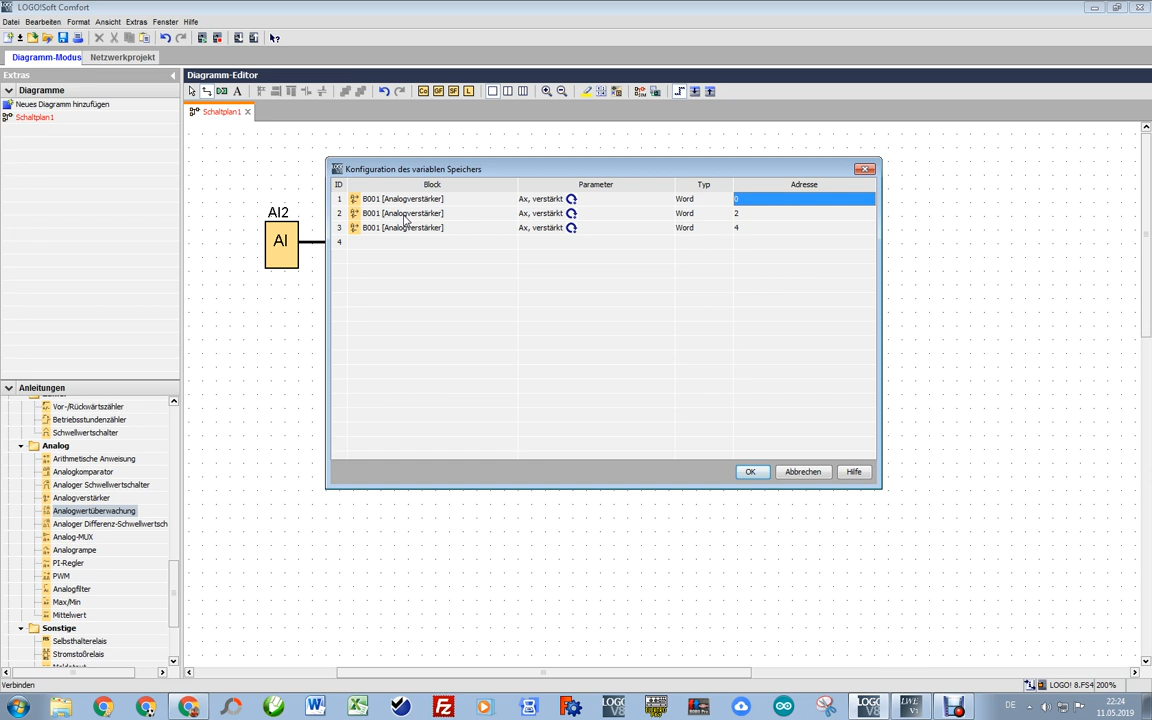 LOGO!Soft Comfort
Datei Bearbeiten Format Ansicht Extras Fenster Hilfe
Diagramm-Modus Netzwerkprojekt
Extras
Diagramm-Editor
Diagramme
Neues Diagramm hinzufügen
Schaltplan1
Co GF SF L
Schaltplan1
AI2
AI
Konfiguration des variablen Speichers
ID Block Parameter Typ Adresse
1 B001 [Analogverstärker] Ax, verstärkt Word 0
2 B001 [Analogverstärker] Ax, verstärkt Word 2
3 B001 [Analogverstärker] Ax, verstärkt Word 4
4
OK Abbrechen Hilfe
Anleitungen
Vor-/Rückwärtszähler
Betriebsstundenzähler
Schwellwertschalter
Analog
Arithmetische Anweisung
Analogkomparator
Analoger Schwellwertschalter
Analogverstärker
Analogwertüberwachung
Analoger Differenz-Schwellwertsch
Analog-MUX
Analogrampe
PI-Regler
PWM
Analogfilter
Max/Min
Mittelwert
Sonstige
Selbsthalterelais
Stromstoßrelais
Verbinden
LOGO! 8.FS4 200%
DE
22:24
11.05.2019